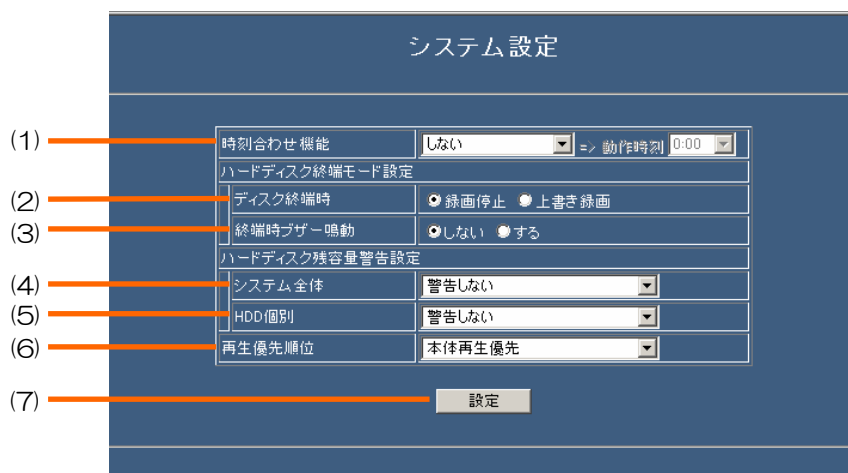 システム設定
(1) 時刻合わせ機能 しない => 動作時刻 0:00
ハードディスク終端モード設定
(2) ディスク終端時 録画停止 上書き録画
(3) 終端時ブザー鳴動 しない する
ハードディスク残容量警告設定
(4) システム全体 警告しない
(5) HDD個別 警告しない
(6) 再生優先順位 本体再生優先
(7) 設定